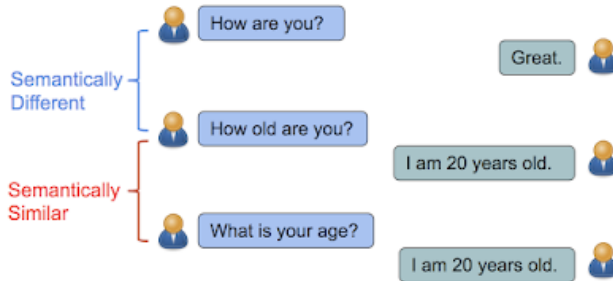 How are you?
Great.
Semantically
Different
How old are you?
I am 20 years old.
Semantically
Similar
What is your age?
I am 20 years old.